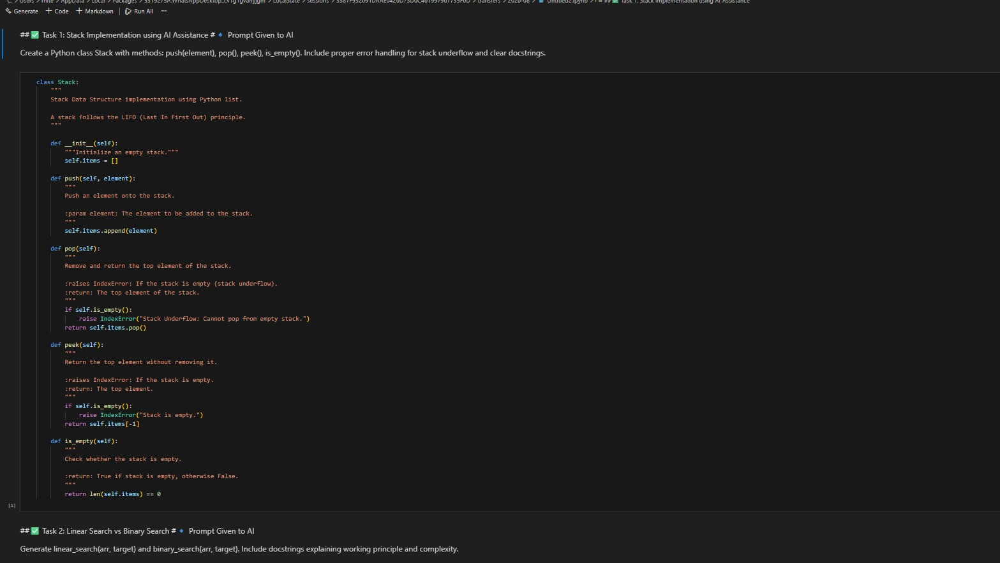 Users > > AppData > Local > Packages > > LocalState > sessions > > transfers > 2026-08 > Untitled2.ipynb > ## ✅ Task 1: Stack Implementation using AI Assistance
Generate + Code + Markdown | Run All ...
## ✅ Task 1: Stack Implementation using AI Assistance # 🔹 Prompt Given to AI
Create a Python class Stack with methods: push(element), pop(), peek(), is_empty(). Include proper error handling for stack underflow and clear docstrings.
class Stack:
"""
Stack Data Structure implementation using Python list.
A stack follows the LIFO (Last In First Out) principle.
"""
def __init__(self):
"""Initialize an empty stack."""
self.items = []
def push(self, element):
"""
Push an element onto the stack.
:param element: The element to be added to the stack.
"""
self.items.append(element)
def pop(self):
"""
Remove and return the top element of the stack.
:raises IndexError: If the stack is empty (stack underflow).
:return: The top element of the stack.
"""
if self.is_empty():
raise IndexError("Stack Underflow: Cannot pop from empty stack.")
return self.items.pop()
def peek(self):
"""
Return the top element without removing it.
:raises IndexError: If the stack is empty.
:return: The top element.
"""
if self.is_empty():
raise IndexError("Stack is empty.")
return self.items[-1]
def is_empty(self):
"""
Check whether the stack is empty.
:return: True if stack is empty, otherwise False.
"""
return len(self.items) == 0
[1]
## ✅ Task 2: Linear Search vs Binary Search # 🔹 Prompt Given to AI
Generate linear_search(arr, target) and binary_search(arr, target). Include docstrings explaining working principle and complexity.